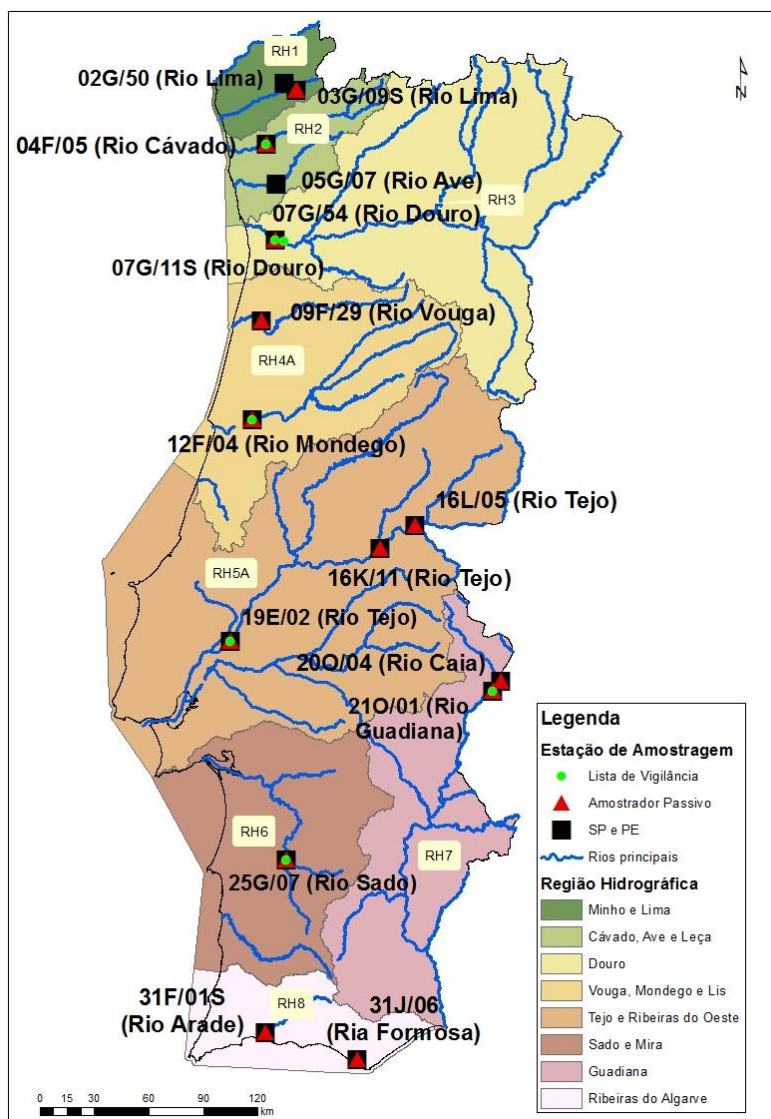 RH1
02G/50 (Rio Lima)
03G/09S (Rio Lima)
RH2
04F/05 (Rio Cávado)
05G/07 (Rio Ave)
RH3
07G/54 (Rio Douro)
07G/11S (Rio Douro)
09F/29 (Rio Vouga)
RH4A
12F/04 (Rio Mondego)
16L/05 (Rio Tejo)
16K/11 (Rio Tejo)
RH5A
19E/02 (Rio Tejo)
20O/04 (Rio Caia)
21O/01 (Rio
Guadiana)
RH6
RH7
25G/07 (Rio Sado)
31F/01S
(Rio Arade)
RH8
31J/06
(Ria Formosa)
0 15 30 60 90 120
km
N
Legenda
Estação de Amostragem
Lista de Vigilância
Amostrador Passivo
SP e PE
Rios principais
Região Hidrográfica
Minho e Lima
Cávado, Ave e Leça
Douro
Vouga, Mondego e Lis
Tejo e Ribeiras do Oeste
Sado e Mira
Guadiana
Ribeiras do Algarve